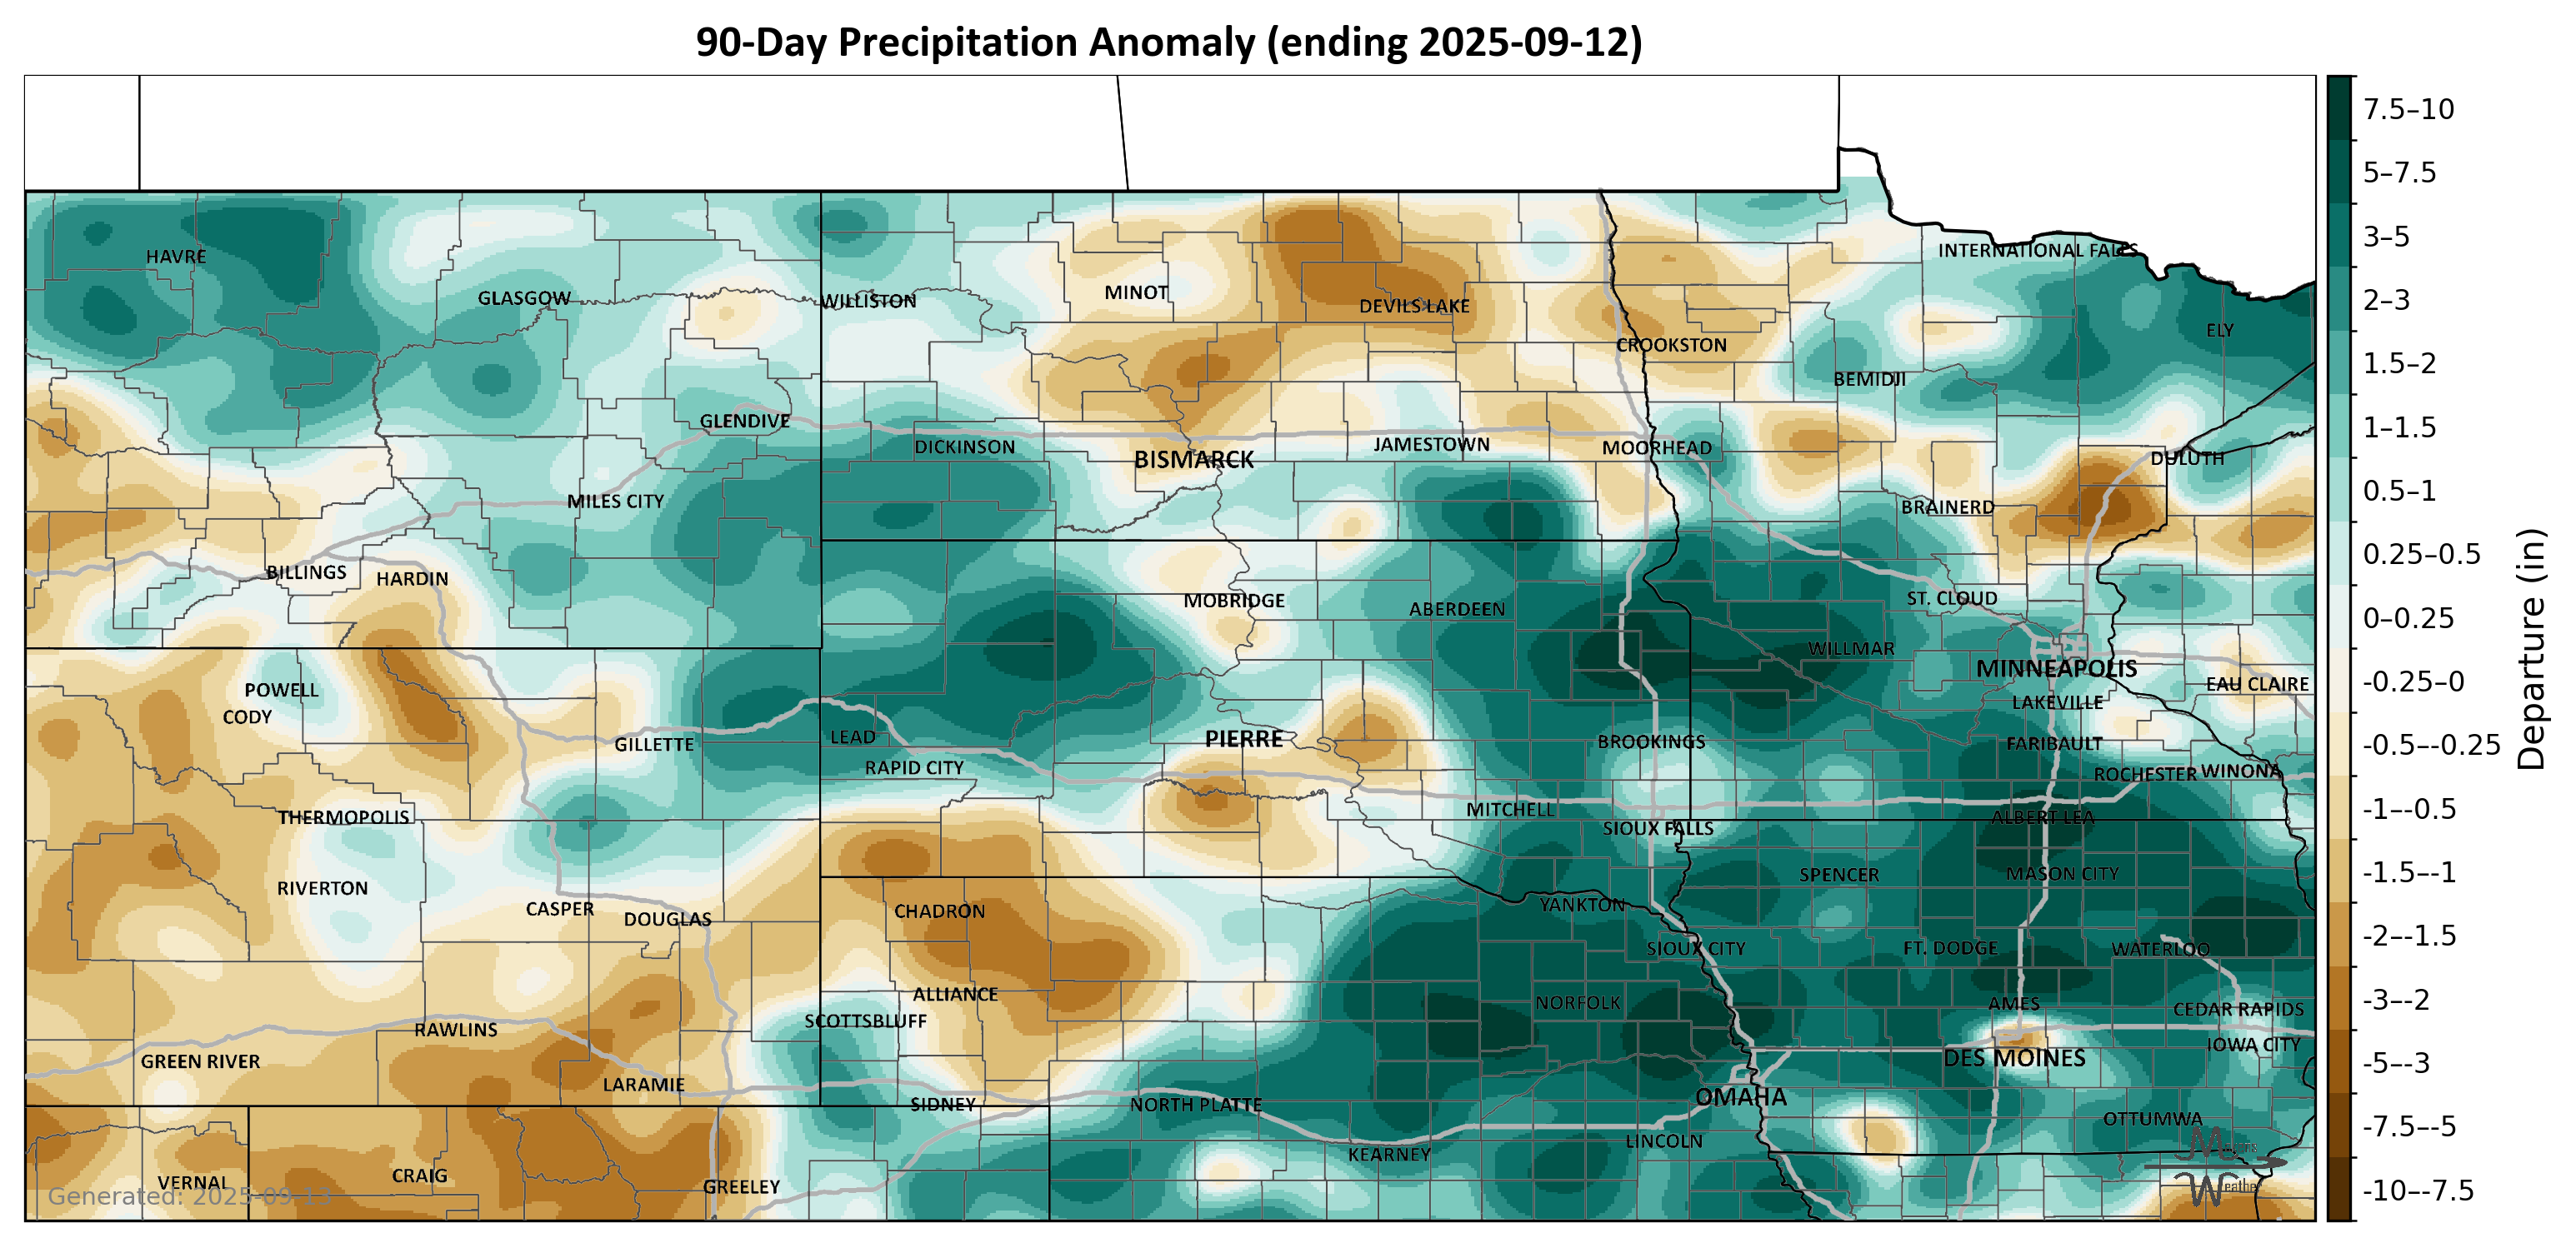 90-Day Precipitation Anomaly (ending 2025-09-12)
HAVRE
GLASGOW
WILLISTON
MINOT
DEVILS LAKE
CROOKSTON
INTERNATIONAL FALLS
ELY
BEMIDJI
GLENDIVE
DICKINSON
BISMARCK
JAMESTOWN
MOORHEAD
DULUTH
MILES CITY
BRAINERD
BILLINGS
HARDIN
MOBRIDGE
ABERDEEN
ST. CLOUD
WILLMAR
MINNEAPOLIS
EAU CLAIRE
POWELL
CODY
LAKEVILLE
GILLETTE
LEAD
RAPID CITY
PIERRE
BROOKINGS
FARIBAULT
ROCHESTER
WINONA
THERMOPOLIS
MITCHELL
SIOUX FALLS
ALBERT LEA
RIVERTON
CASPER
DOUGLAS
CHADRON
YANKTON
SPENCER
MASON CITY
SIOUX CITY
FT. DODGE
WATERLOO
ALLIANCE
SCOTTSBLUFF
NORFOLK
AMES
CEDAR RAPIDS
RAWLINS
GREEN RIVER
LARAMIE
SIDNEY
NORTH PLATTE
OMAHA
DES MOINES
IOWA CITY
OTTUMWA
LINCOLN
KEARNEY
VERNAL
CRAIG
GREELEY
Generated: 2025-09-13
7.5–10
5–7.5
3–5
2–3
1.5–2
1–1.5
0.5–1
0.25–0.5
0–0.25
-0.25–0
-0.5–-0.25
-1–-0.5
-1.5–-1
-2–-1.5
-3–-2
-5–-3
-7.5–-5
-10–-7.5
Departure (in)